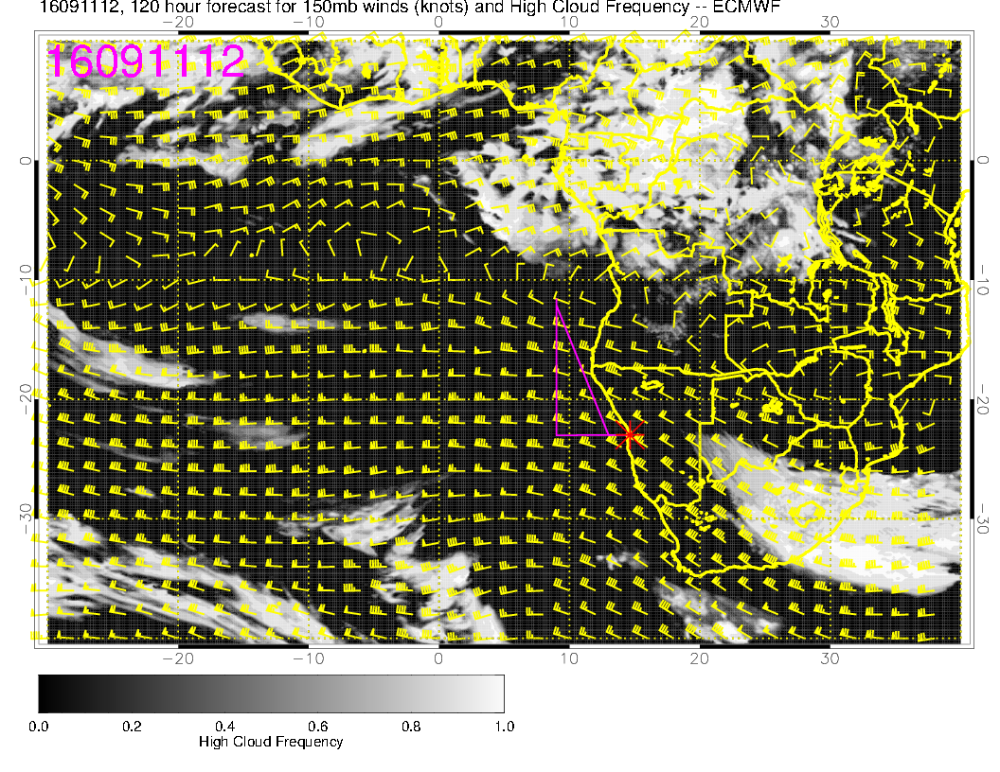 16091112, 120 hour forecast for 150mb winds (knots) and High Cloud Frequency -- ECMWF
−20 −10 0 10 20 30
16091112
0 0
−10 −10
−20 −20
−30 −30
−20 −10 0 10 20 30
0.0 0.2 0.4 0.6 0.8 1.0
High Cloud Frequency